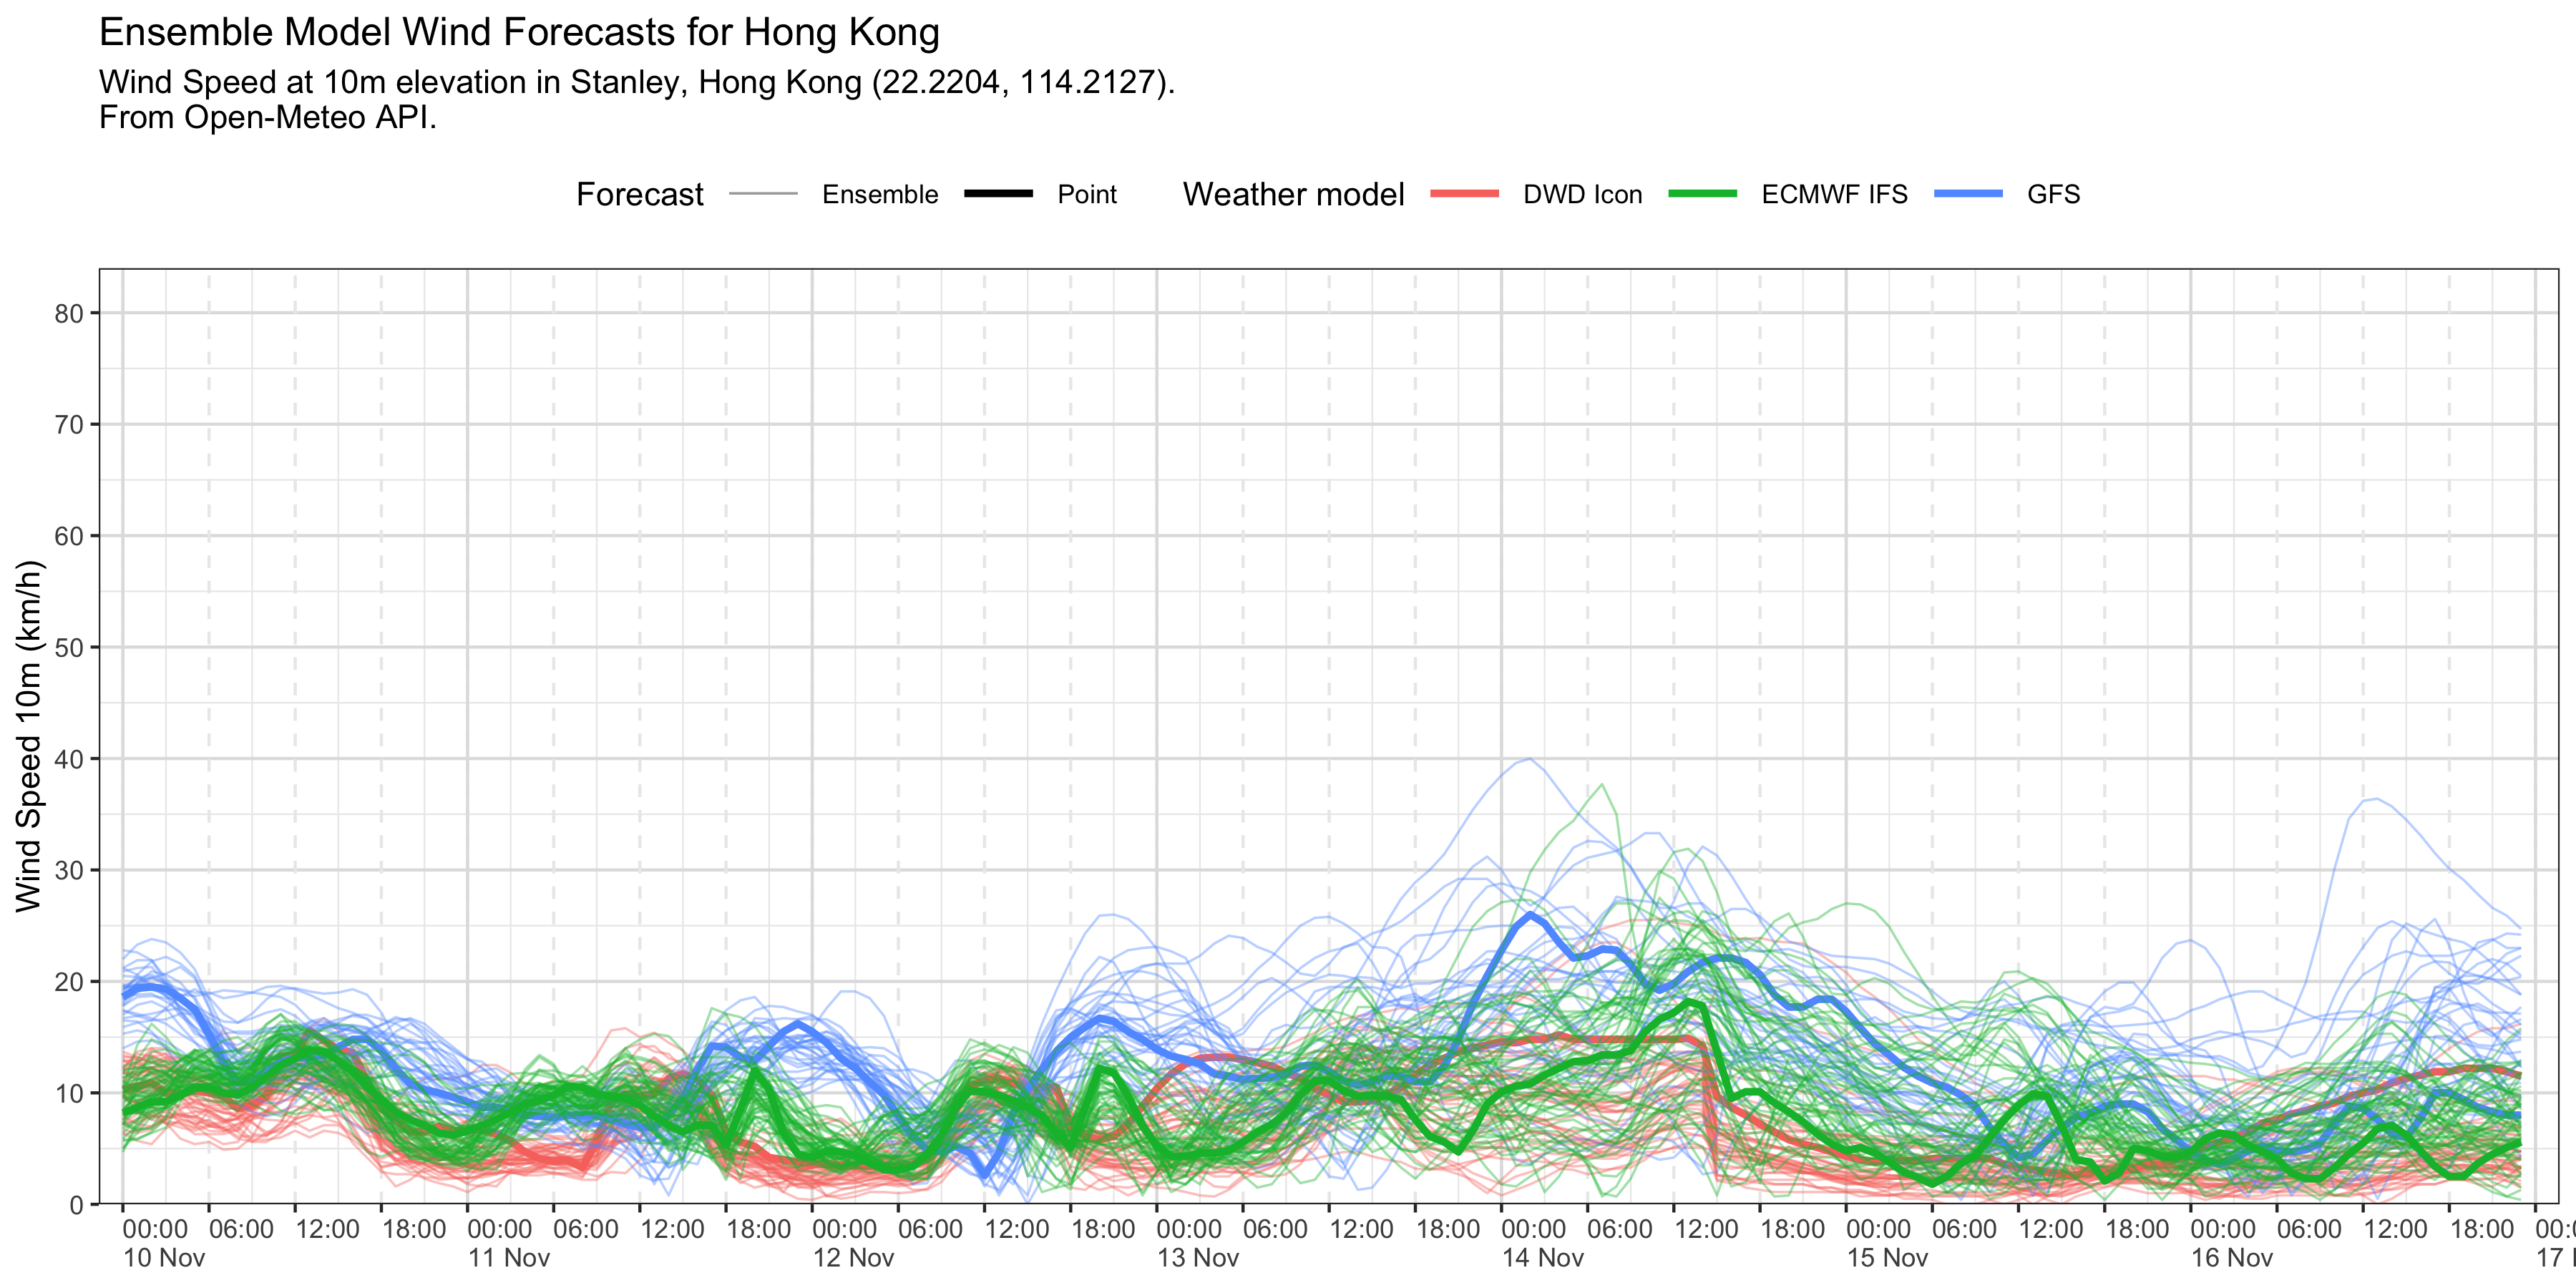 Ensemble Model Wind Forecasts for Hong Kong
Wind Speed at 10m elevation in Stanley, Hong Kong (22.2204, 114.2127).
From Open-Meteo API.
Forecast Ensemble Point Weather model DWD Icon ECMWF IFS GFS
Wind Speed 10m (km/h)
80
70
60
50
40
30
20
10
0
00:00 06:00 12:00 18:00 00:00 06:00 12:00 18:00 00:00 06:00 12:00 18:00 00:00 06:00 12:00 18:00 00:00 06:00 12:00 18:00 00:00 06:00 12:00 18:00 00:00 06:00 12:00 18:00
10 Nov 11 Nov 12 Nov 13 Nov 14 Nov 15 Nov 16 Nov 17